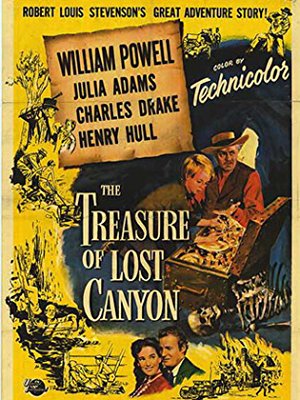 ROBERT LOUIS STEVENSON'S GREAT ADVENTURE STORY!
WILLIAM POWELL
JULIA ADAMS
CHARLES DRAKE
HENRY HULL
COLOR BY
Technicolor
THE
TREASURE
OF LOST
CANYON